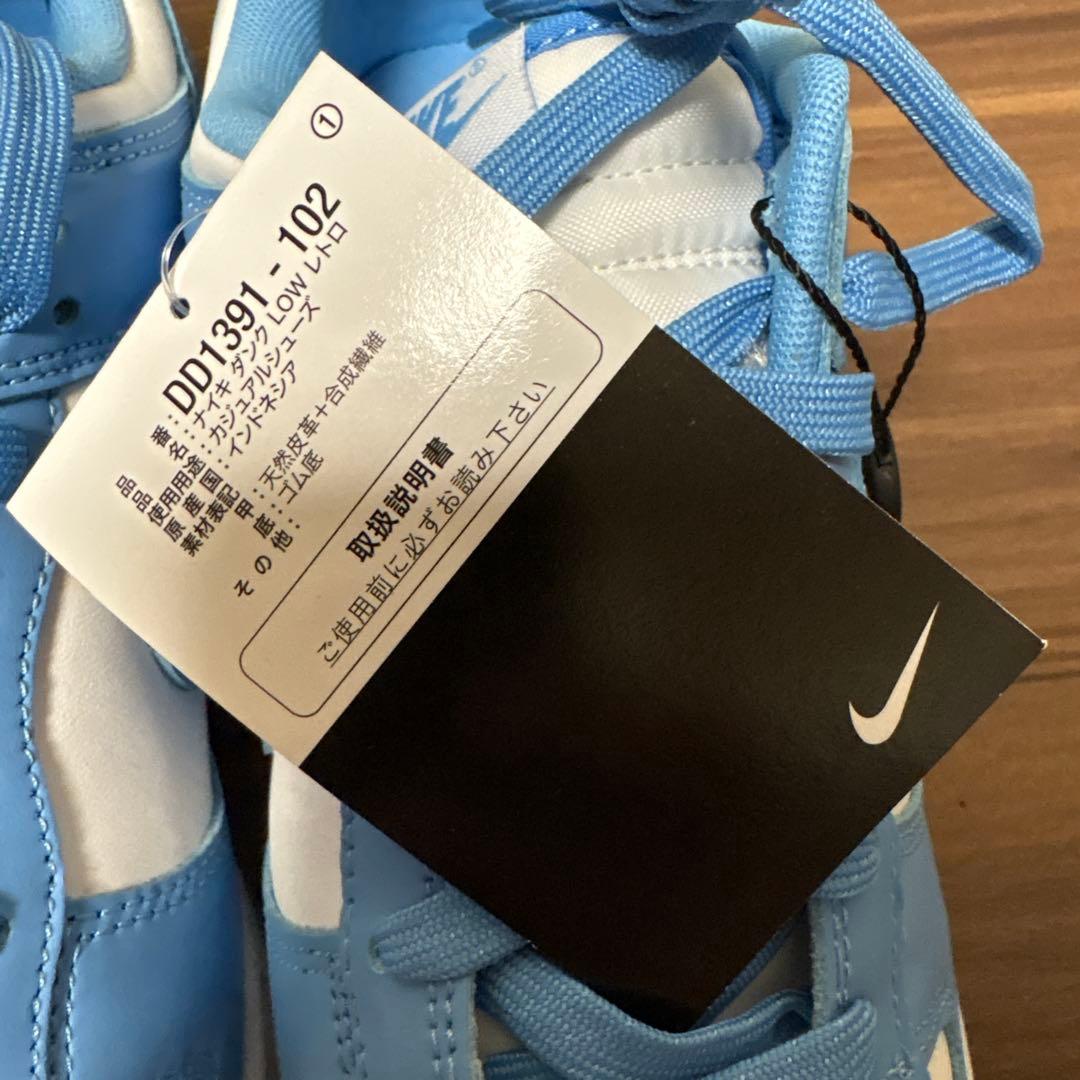 ①
品番：DD1391-102
品名：ナイキ ダンク LOW レトロ
使用用途：カジュアルシューズ
原産国：インドネシア
素材表記
甲：天然皮革＋合成繊維
底：ゴム底
その他：
取扱説明書
ご使用前に必ずお読み下さい
NIKE®